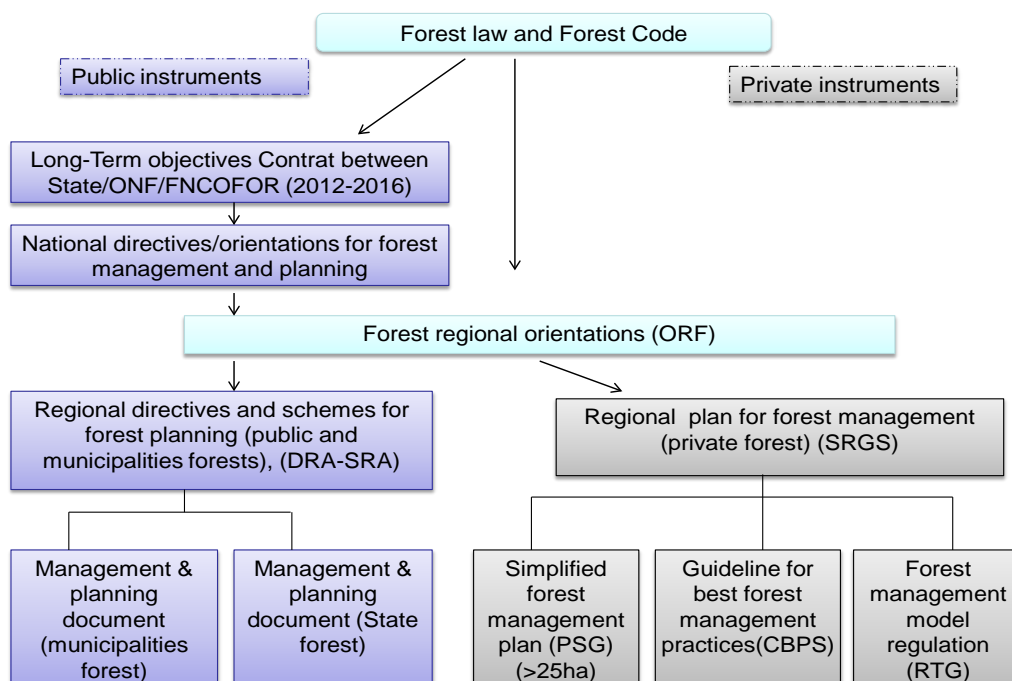 Forest law and Forest Code
Public instruments
Private instruments
Long-Term objectives Contrat between
State/ONF/FNCOFOR (2012-2016)
National directives/orientations for forest
management and planning
Forest regional orientations (ORF)
Regional directives and schemes for
forest planning (public and
municipalities forests), (DRA-SRA)
Regional plan for forest management
(private forest) (SRGS)
Management &
planning
document
(municipalities
forest)
Management &
planning
document (State
forest)
Simplified
forest
management
plan (PSG)
(>25ha)
Guideline for
best forest
management
practices(CBPS)
Forest
management
model
regulation
(RTG)